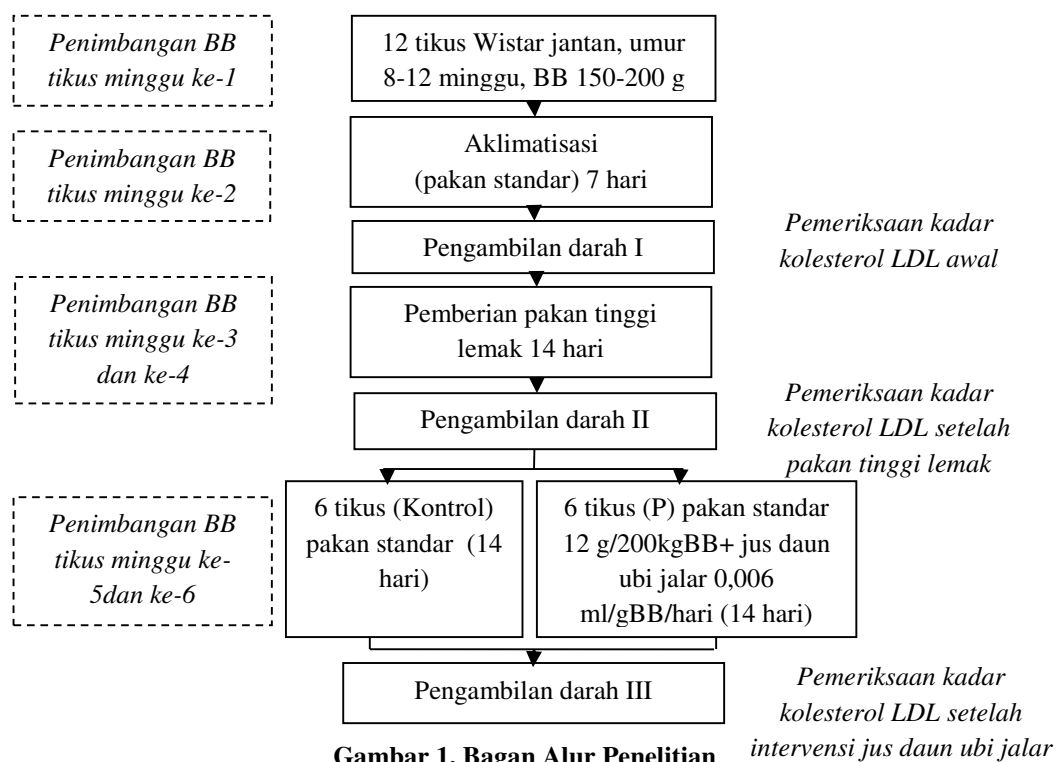 Penimbangan BB
tikus minggu ke-1
12 tikus Wistar jantan, umur
8-12 minggu, BB 150-200 g
Penimbangan BB
tikus minggu ke-2
Aklimatisasi
(pakan standar) 7 hari
Pengambilan darah I
Pemeriksaan kadar
kolesterol LDL awal
Penimbangan BB
tikus minggu ke-3
dan ke-4
Pemberian pakan tinggi
lemak 14 hari
Pengambilan darah II
Pemeriksaan kadar
kolesterol LDL setelah
pakan tinggi lemak
Penimbangan BB
tikus minggu ke-
5dan ke-6
6 tikus (Kontrol)
pakan standar (14
hari)
6 tikus (P) pakan standar
12 g/200kgBB+ jus daun
ubi jalar 0,006
ml/gBB/hari (14 hari)
Pengambilan darah III
Pemeriksaan kadar
kolesterol LDL setelah
intervensi jus daun ubi jalar
Gambar 1. Bagan Alur Penelitian